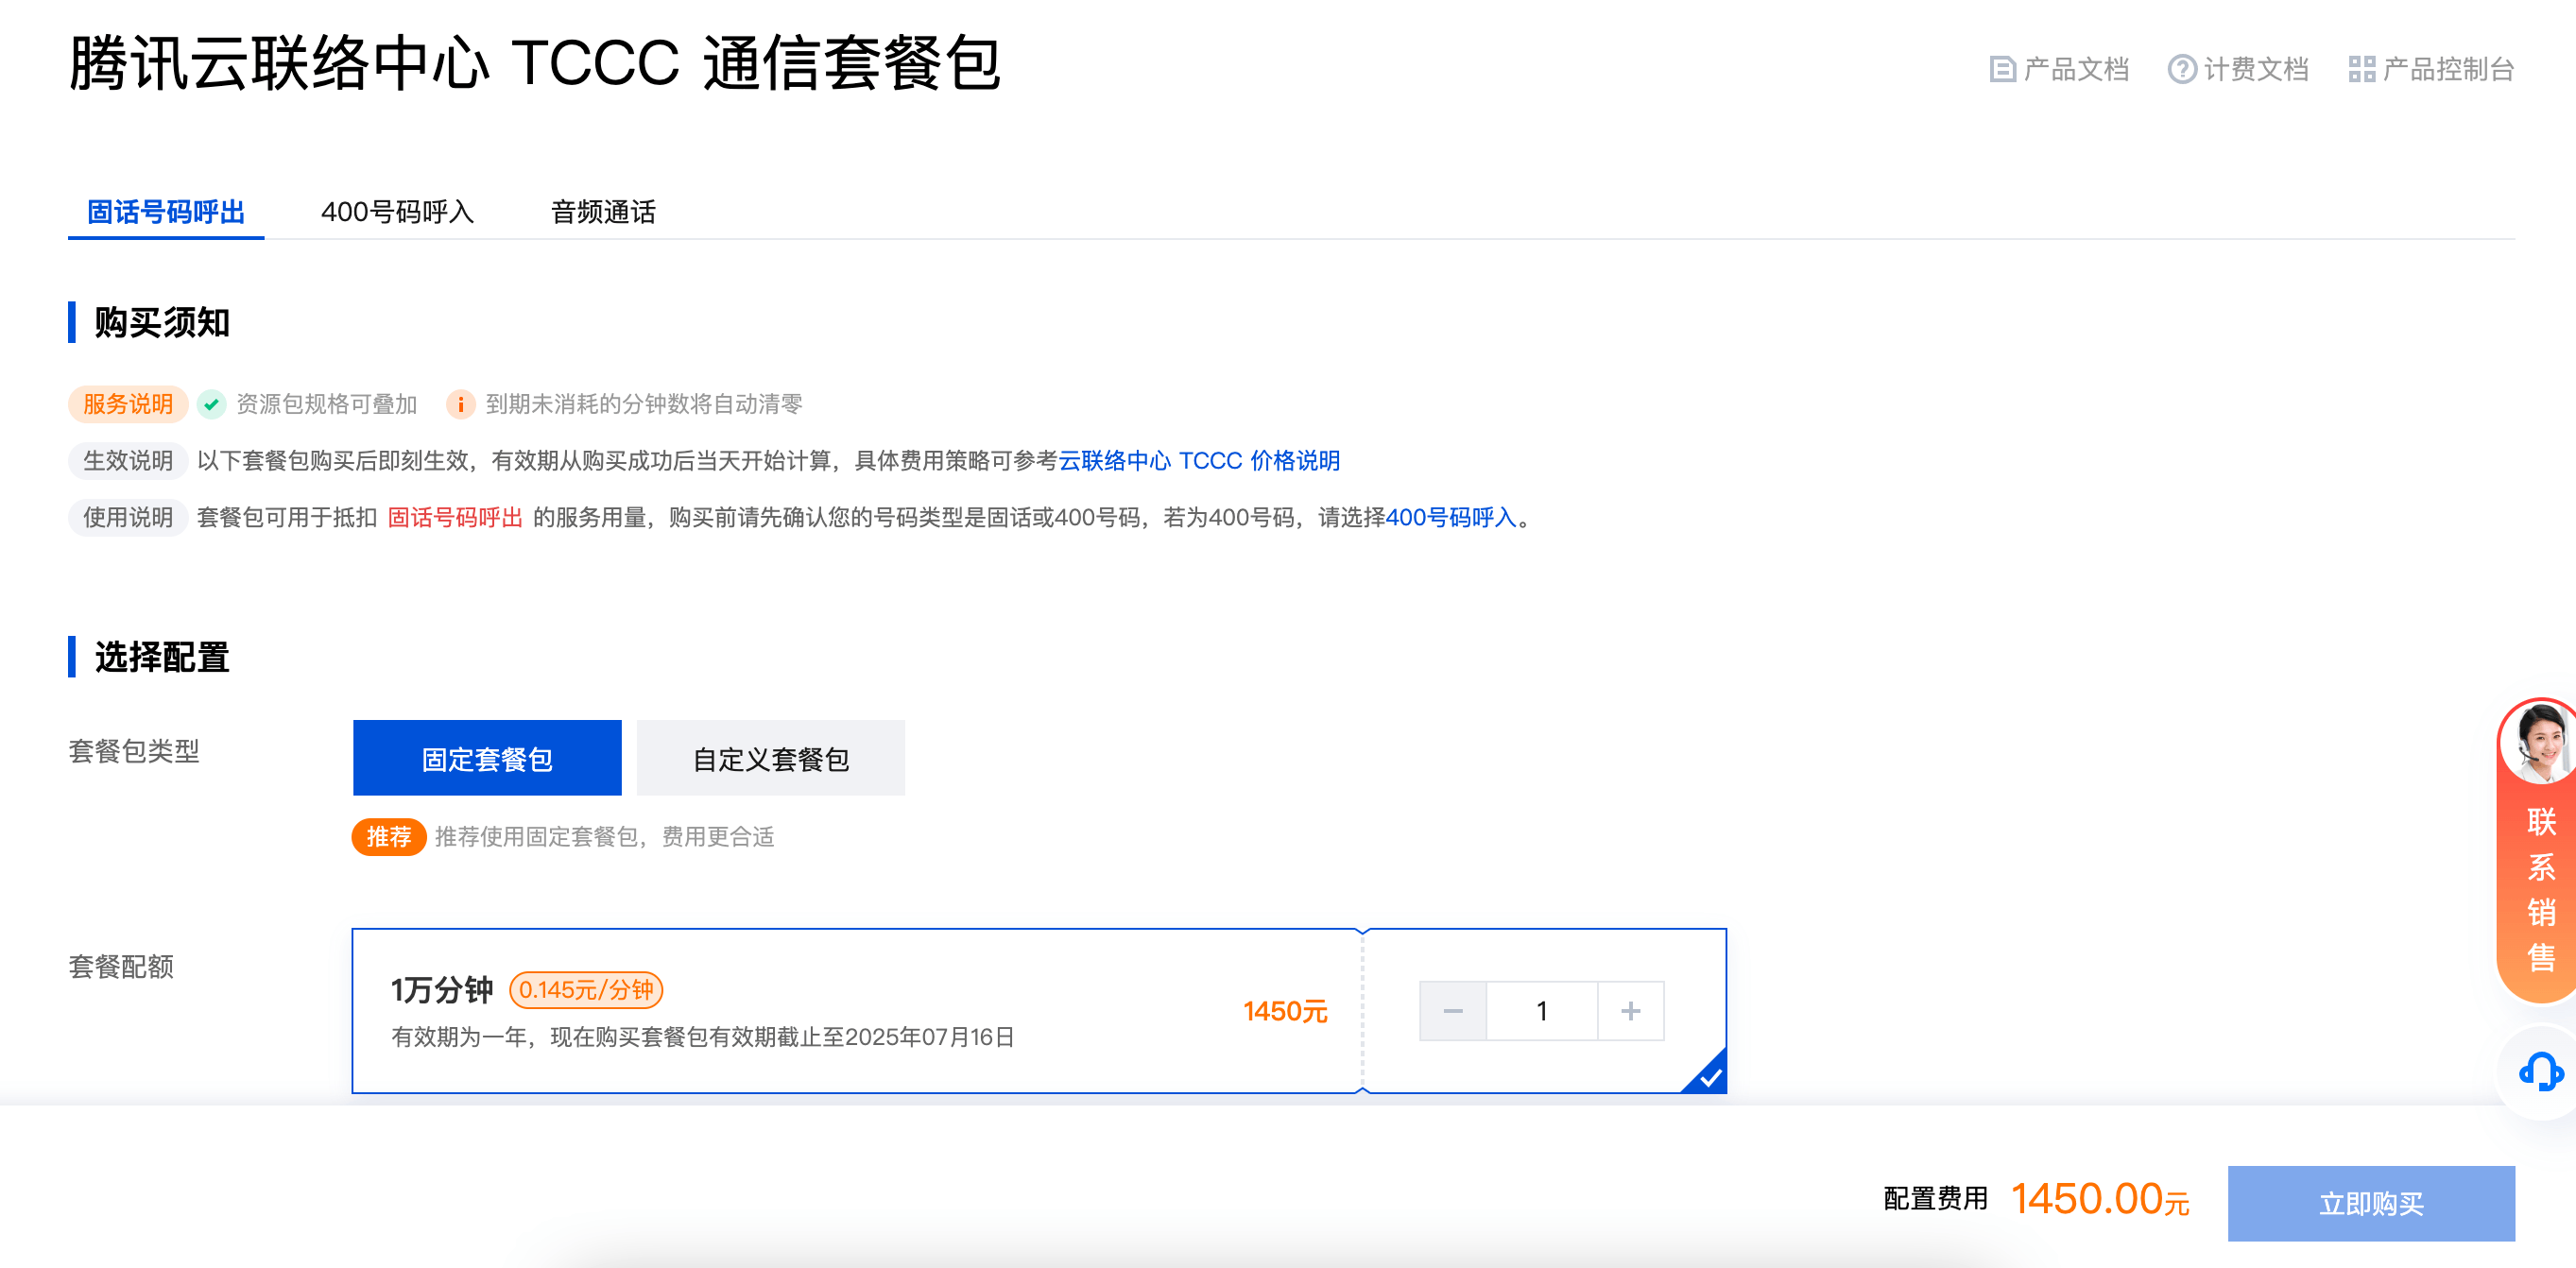 腾讯云联络中心 TCCC 通信套餐包
产品文档 计费文档 产品控制台
固话号码呼出 400号码呼入 音频通话
购买须知
服务说明 资源包规格可叠加 到期未消耗的分钟数将自动清零
生效说明 以下套餐包购买后即刻生效，有效期从购买成功后当天开始计算，具体费用策略可参考云联络中心 TCCC 价格说明
使用说明 套餐包可用于抵扣 固话号码呼出 的服务用量，购买前请先确认您的号码类型是固话或400号码，若为400号码，请选择400号码呼入。
选择配置
套餐包类型 固定套餐包 自定义套餐包
推荐 推荐使用固定套餐包，费用更合适
套餐配额
1万分钟 0.145元/分钟
有效期为一年，现在购买套餐包有效期截止至2025年07月16日
1450元
1
联系销售
配置费用 1450.00元 立即购买